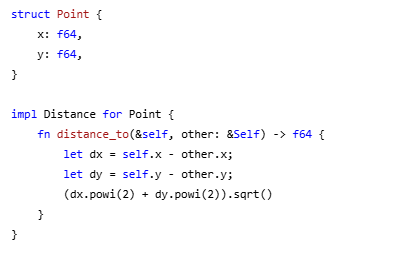 struct Point {
    x: f64,
    y: f64,
}

impl Distance for Point {
    fn distance_to(&self, other: &Self) -> f64 {
        let dx = self.x - other.x;
        let dy = self.y - other.y;
        (dx.powi(2) + dy.powi(2)).sqrt()
    }
}